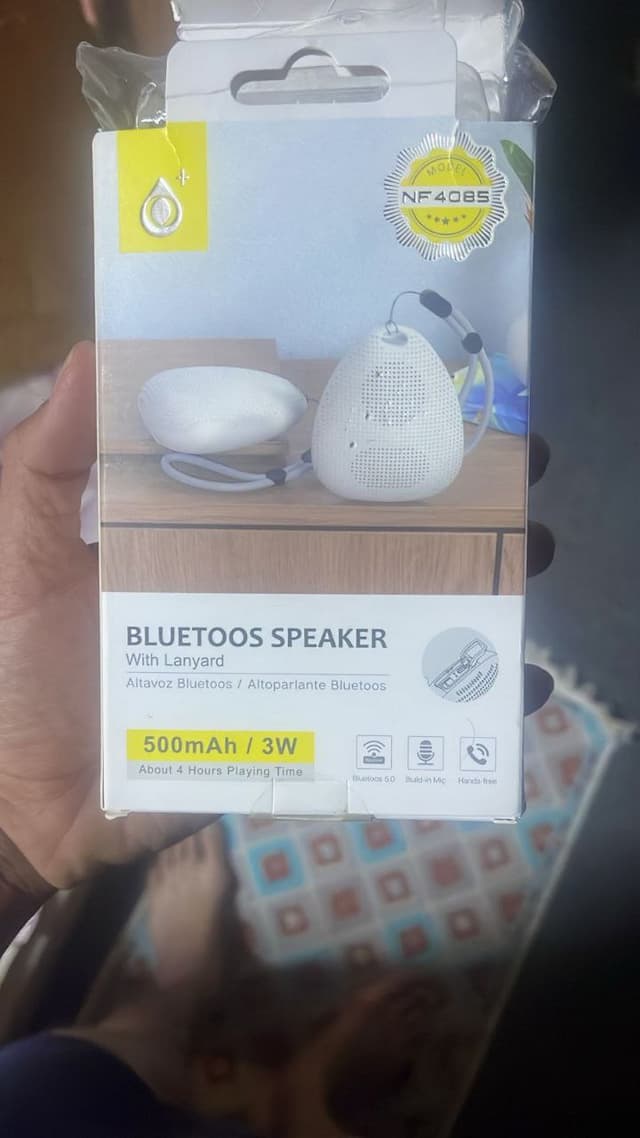 MODEL
NF4085
BLUETOOS SPEAKER
With Lanyard
Altavoz Bluetoos / Altoparlante Bluetoos
500mAh / 3W
About 4 Hours Playing Time
Bluetoos 5.0
Build-in Mic
Hands-free